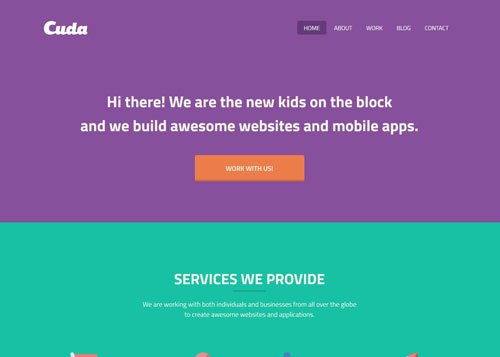 Cuda
HOME ABOUT WORK BLOG CONTACT
Hi there! We are the new kids on the block
and we build awesome websites and mobile apps.
WORK WITH US!
SERVICES WE PROVIDE
We are working with both individuals and businesses from all over the globe
to create awesome websites and applications.